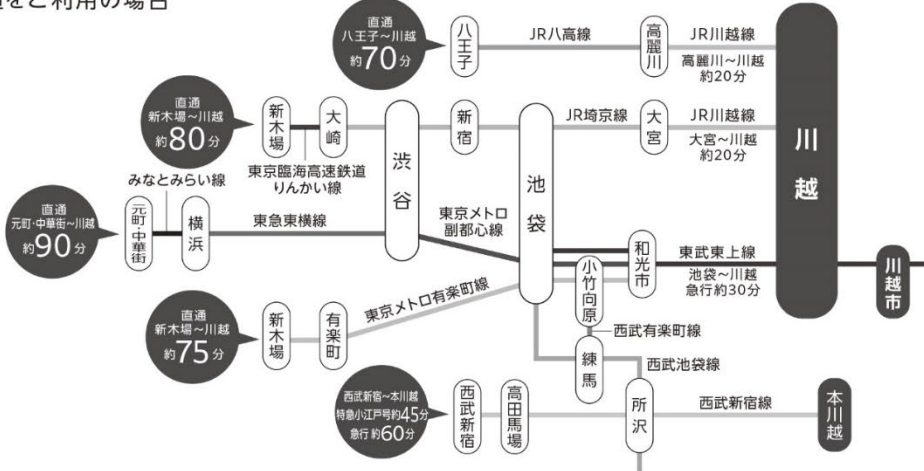 をご利用の場合
直通
八王子～川越
約70分
八王子
JR八高線
高麗川
JR川越線
高麗川～川越
約20分
直通
新木場～川越
約80分
新木場
大崎
東京臨海高速鉄道
りんかい線
渋谷
新宿
池袋
JR埼京線
大宮
JR川越線
大宮～川越
約20分
川越
みなとみらい線
直通
元町・中華街～川越
約90分
元町・中華街
横浜
東急東横線
東京メトロ
副都心線
小竹向原
和光市
東武東上線
池袋～川越
急行約30分
川越市
直通
新木場～川越
約75分
新木場
有楽町
東京メトロ有楽町線
西武有楽町線
練馬
西武池袋線
西武新宿～本川越
特急小江戸号約45分
急行 約60分
西武新宿
高田馬場
所沢
西武新宿線
本川越